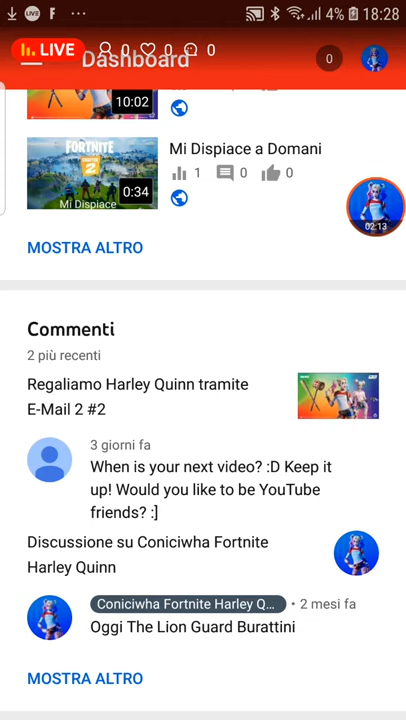 LIVE F ... 4% 18:28
LIVE 0 0 0
Dashboard 0
10:02
FORTNITE
CHAPTER
2
0:34
Mi Dispiace
Mi Dispiace a Domani
1 0 0
02:13
MOSTRA ALTRO
Commenti
2 più recenti
Regaliamo Harley Quinn tramite
E-Mail 2 #2
3 giorni fa
When is your next video? :D Keep it
up! Would you like to be YouTube
friends? :]
Discussione su Coniciwha Fortnite
Harley Quinn
Coniciwha Fortnite Harley Q... • 2 mesi fa
Oggi The Lion Guard Burattini
MOSTRA ALTRO